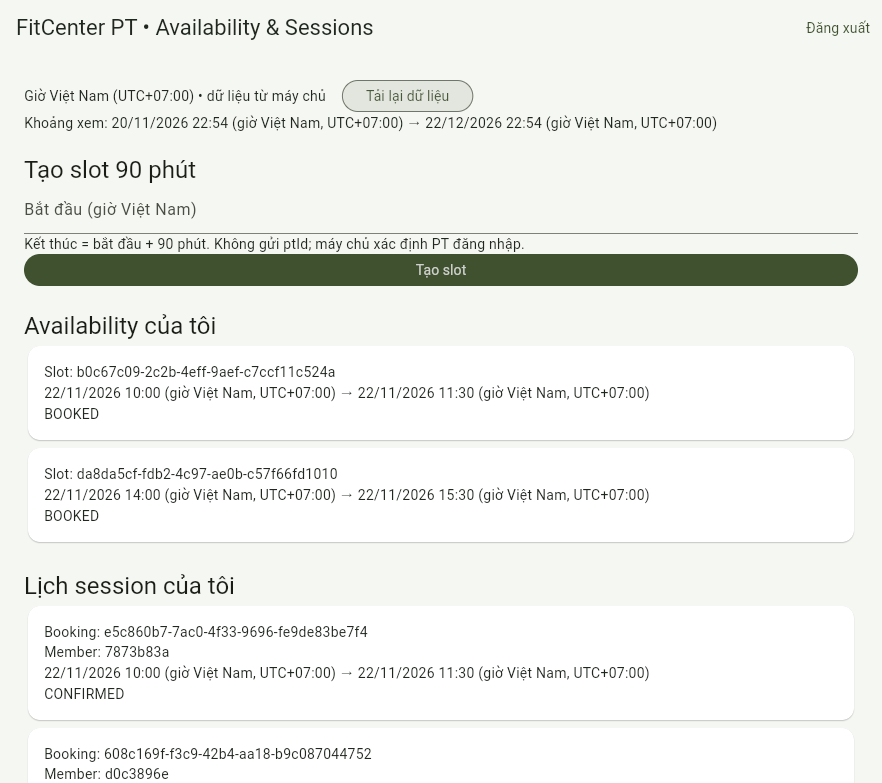 FitCenter PT • Availability & Sessions
Đăng xuất
Giờ Việt Nam (UTC+07:00) • dữ liệu từ máy chủ
Tải lại dữ liệu
Khoảng xem: 20/11/2026 22:54 (giờ Việt Nam, UTC+07:00) → 22/12/2026 22:54 (giờ Việt Nam, UTC+07:00)
Tạo slot 90 phút
Bắt đầu (giờ Việt Nam)
Kết thúc = bắt đầu + 90 phút. Không gửi ptId; máy chủ xác định PT đăng nhập.
Tạo slot
Availability của tôi
Slot: b0c67c09-2c2b-4eff-9aef-c7ccf11c524a
22/11/2026 10:00 (giờ Việt Nam, UTC+07:00) → 22/11/2026 11:30 (giờ Việt Nam, UTC+07:00)
BOOKED
Slot: da8da5cf-fdb2-4c97-ae0b-c57f66fd1010
22/11/2026 14:00 (giờ Việt Nam, UTC+07:00) → 22/11/2026 15:30 (giờ Việt Nam, UTC+07:00)
BOOKED
Lịch session của tôi
Booking: e5c860b7-7ac0-4f33-9696-fe9de83be7f4
Member: 7873b83a
22/11/2026 10:00 (giờ Việt Nam, UTC+07:00) → 22/11/2026 11:30 (giờ Việt Nam, UTC+07:00)
CONFIRMED
Booking: 608c169f-f3c9-42b4-aa18-b9c087044752
Member: d0c3896e